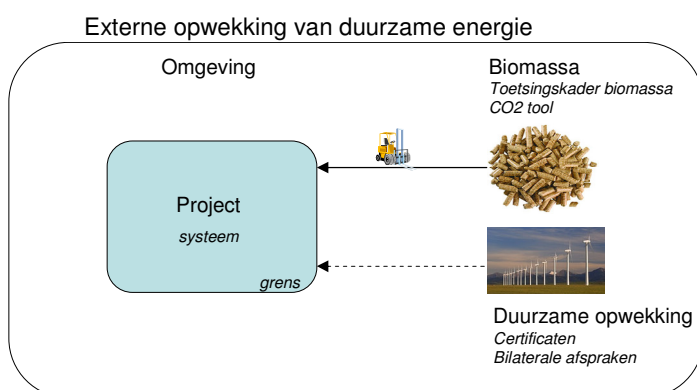 Externe opwekking van duurzame energie
Omgeving
Biomassa
Toetsingskader biomassa
CO2 tool
Project
systeem
grens
Duurzame opwekking
Certificaten
Bilaterale afspraken